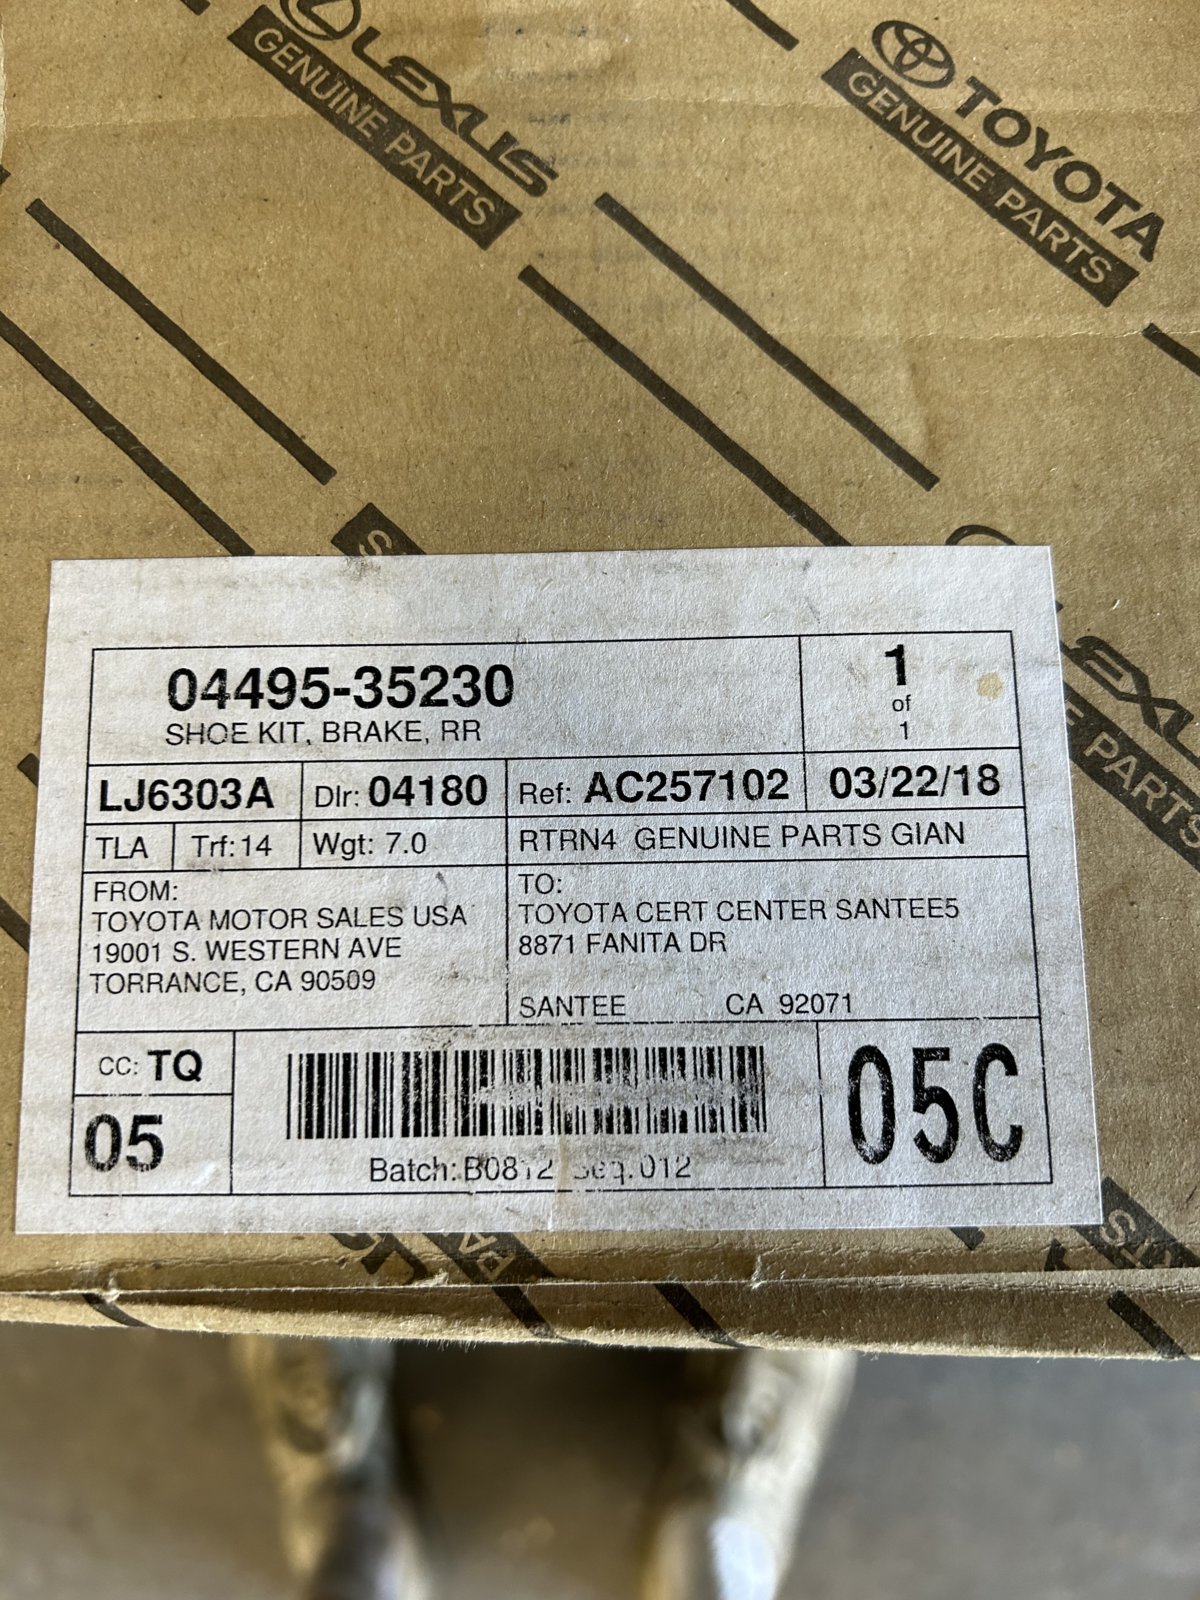 LEXUS
GENUINE PARTS
TOYOTA
GENUINE PARTS
LEXUS
PARTS
04495-35230
SHOE KIT, BRAKE, RR
1
of
1
LJ6303A
Dlr: 04180
Ref: AC257102
03/22/18
TLA
Trf: 14
Wgt: 7.0
RTRN4 GENUINE PARTS GIAN
FROM:
TOYOTA MOTOR SALES USA
19001 S. WESTERN AVE
TORRANCE, CA 90509
TO:
TOYOTA CERT CENTER SANTEE5
8871 FANITA DR
SANTEE CA 92071
CC: TQ
05
Batch: B0812 Seq. 012
05C